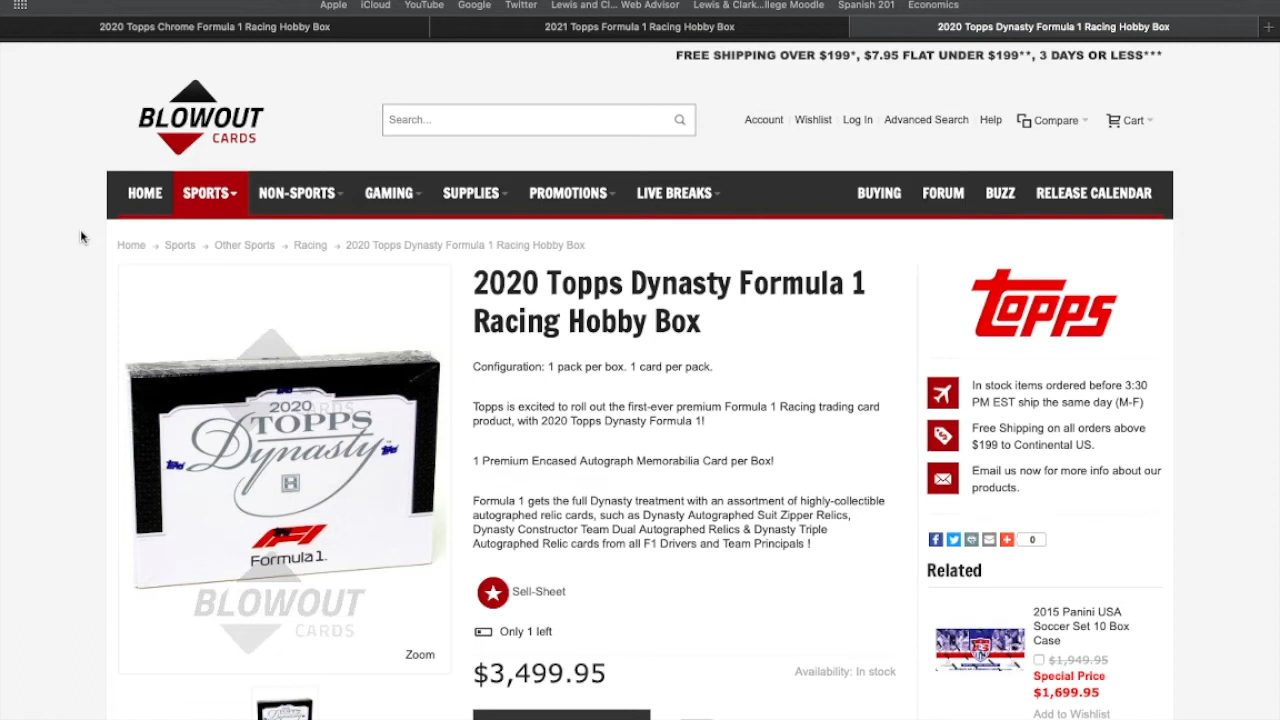 Apple iCloud YouTube Google Twitter Lewis and Cl... Web Advisor Lewis & Clark...llege Moodle Spanish 201 Economics
2020 Topps Chrome Formula 1 Racing Hobby Box 2021 Topps Formula 1 Racing Hobby Box 2020 Topps Dynasty Formula 1 Racing Hobby Box
FREE SHIPPING OVER $199*, $7.95 FLAT UNDER $199**, 3 DAYS OR LESS***
BLOWOUT
CARDS
Search...
Account Wishlist Log In Advanced Search Help Compare Cart
HOME SPORTS NON-SPORTS GAMING SUPPLIES PROMOTIONS LIVE BREAKS BUYING FORUM BUZZ RELEASE CALENDAR
Home Sports Other Sports Racing 2020 Topps Dynasty Formula 1 Racing Hobby Box
2020
TOPPS
Dynasty
H
F1
Formula 1
BLOWOUT
CARDS
Zoom
2020 Topps Dynasty Formula 1
Racing Hobby Box
Configuration: 1 pack per box. 1 card per pack.
Topps is excited to roll out the first-ever premium Formula 1 Racing trading card
product, with 2020 Topps Dynasty Formula 1!
1 Premium Encased Autograph Memorabilia Card per Box!
Formula 1 gets the full Dynasty treatment with an assortment of highly-collectible
autographed relic cards, such as Dynasty Autographed Suit Zipper Relics,
Dynasty Constructor Team Dual Autographed Relics & Dynasty Triple
Autographed Relic cards from all F1 Drivers and Team Principals !
Sell-Sheet
Only 1 left
$3,499.95
Availability: In stock
topps
In stock items ordered before 3:30
PM EST ship the same day (M-F)
Free Shipping on all orders above
$199 to Continental US.
Email us now for more info about our
products.
0
Related
2015 Panini USA
Soccer Set 10 Box
Case
$1,949.95
Special Price
$1,699.95
Add to Wishlist